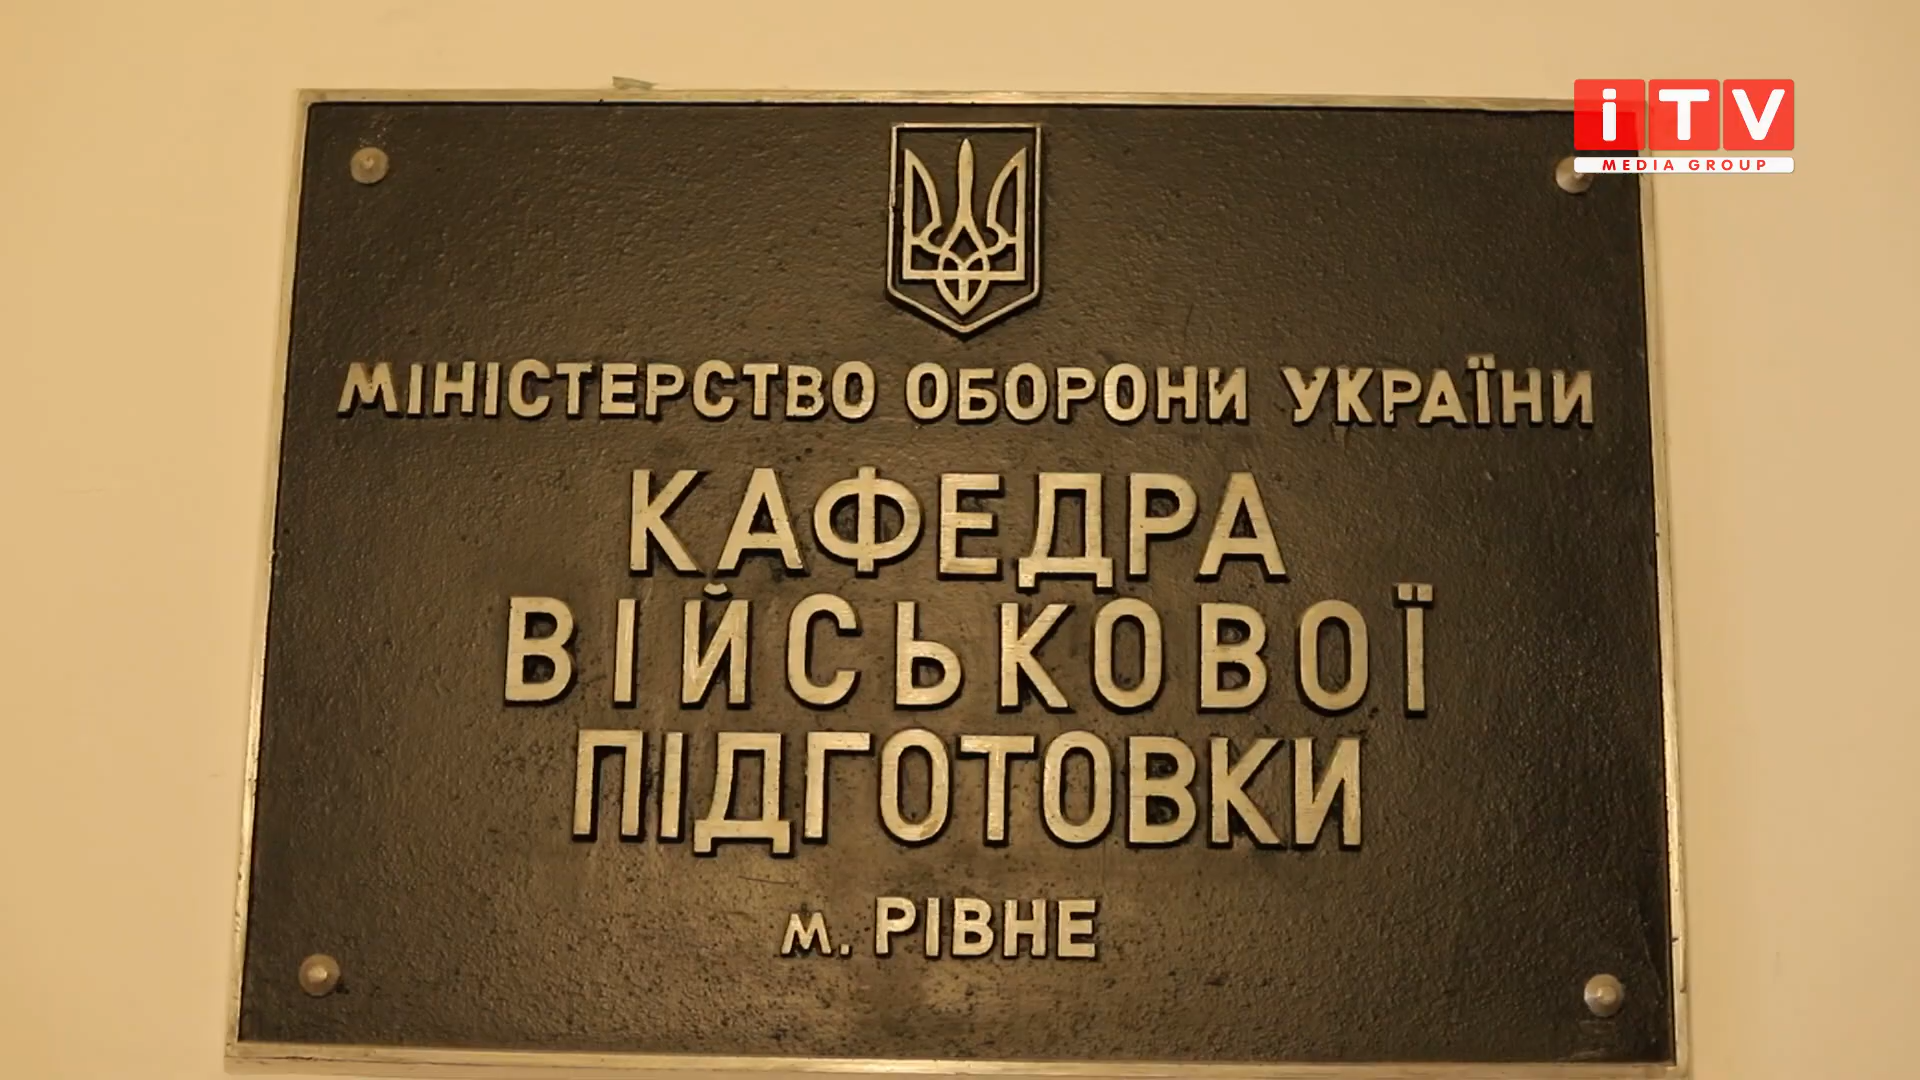 iTV
MEDIA GROUP
МІНІСТЕРСТВО ОБОРОНИ УКРАЇНИ
КАФЕДРА
ВІЙСЬКОВОЇ
ПІДГОТОВКИ
м. РІВНЕ